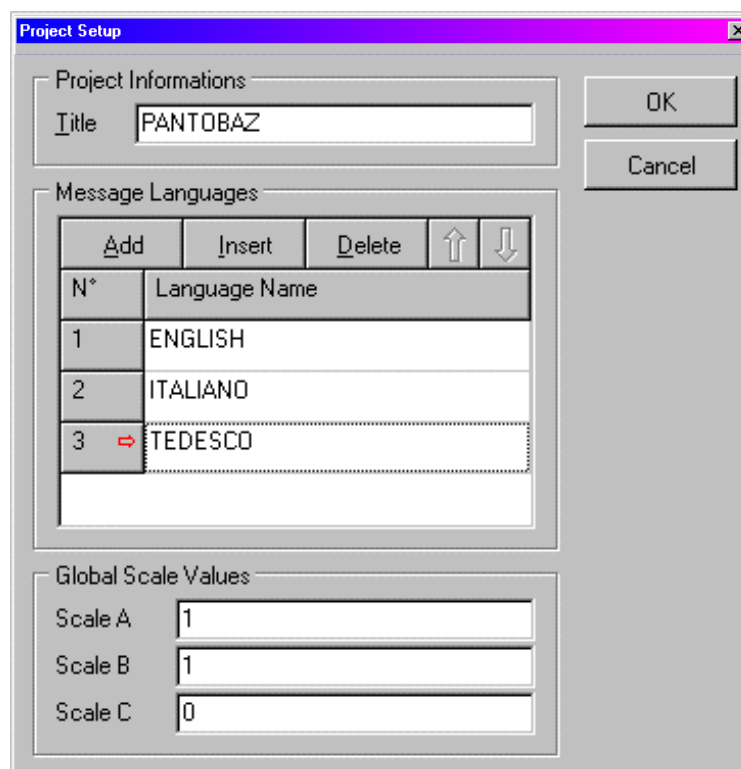 Project Setup
Project Informations
Title PANTOBAZ
OK
Cancel
Message Languages
Add Insert Delete
N° Language Name
1 ENGLISH
2 ITALIANO
3 TEDESCO
Global Scale Values
Scale A 1
Scale B 1
Scale C 0